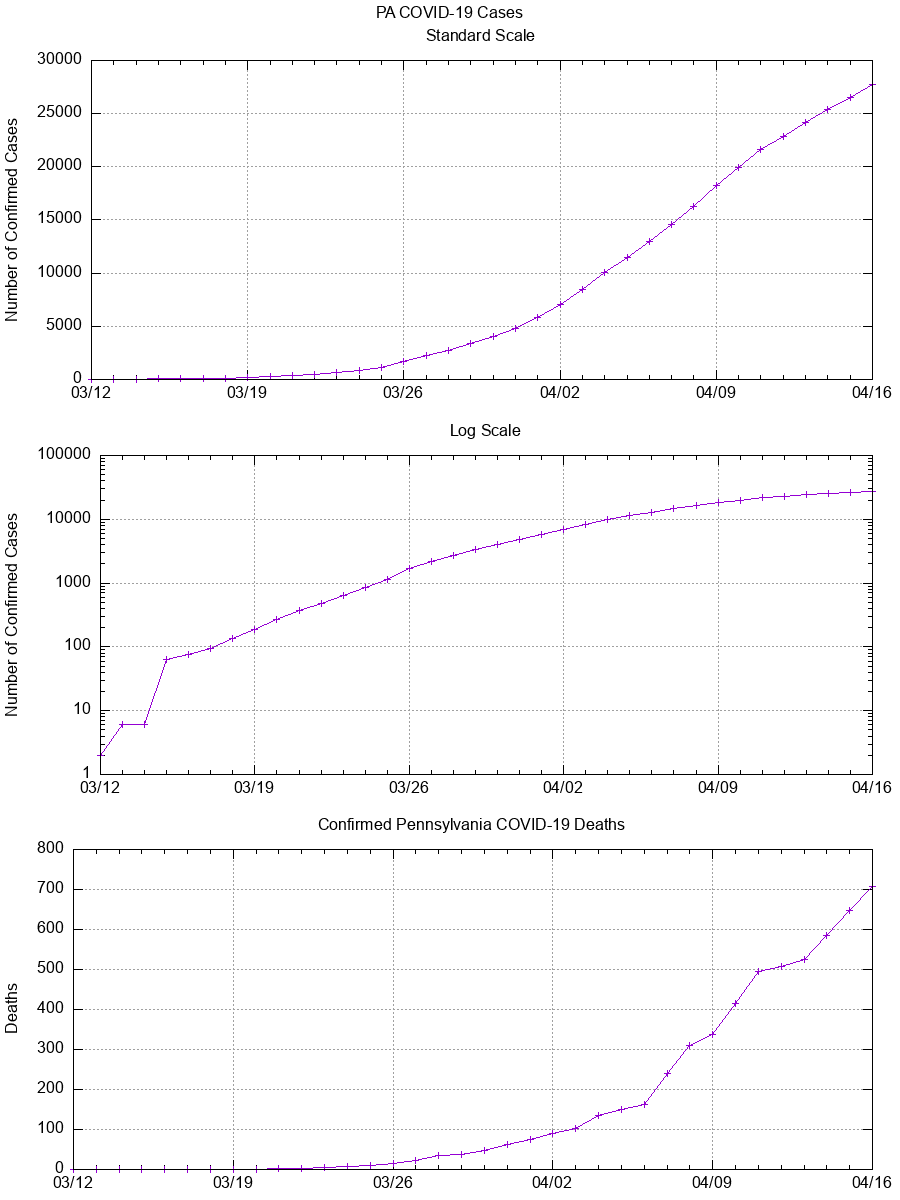 PA COVID-19 Cases
Standard Scale
30000
25000
20000
15000
10000
5000
0
Number of Confirmed Cases
03/12 03/19 03/26 04/02 04/09 04/16
Log Scale
100000
10000
1000
100
10
1
Number of Confirmed Cases
03/12 03/19 03/26 04/02 04/09 04/16
Confirmed Pennsylvania COVID-19 Deaths
800
700
600
500
400
300
200
100
0
Deaths
03/12 03/19 03/26 04/02 04/09 04/16